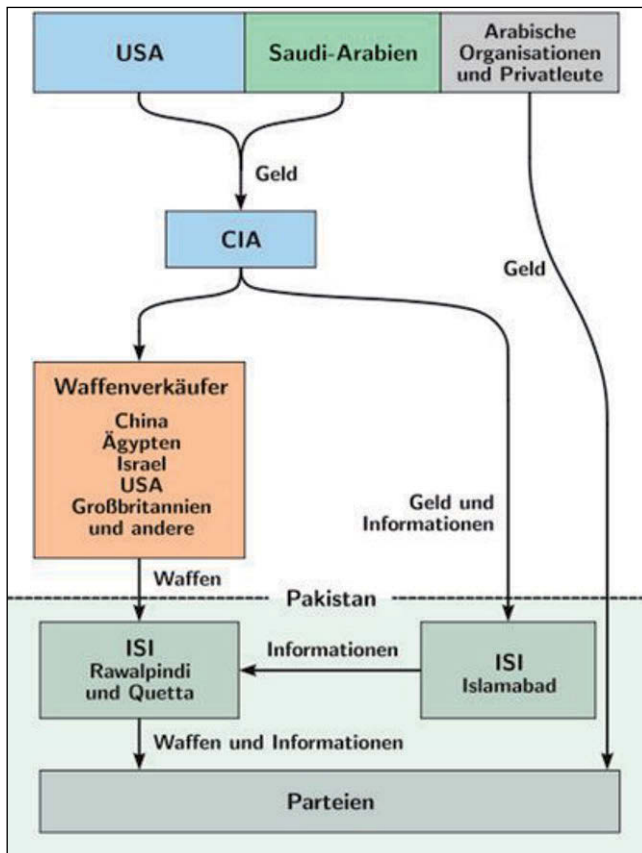 USA
Saudi-Arabien
Arabische
Organisationen
und Privatleute
Geld
CIA
Geld
Waffenverkäufer
China
Ägypten
Israel
USA
Großbritannien
und andere
Geld und
Informationen
Waffen
Pakistan
ISI
Rawalpindi
und Quetta
Informationen
ISI
Islamabad
Waffen und Informationen
Parteien